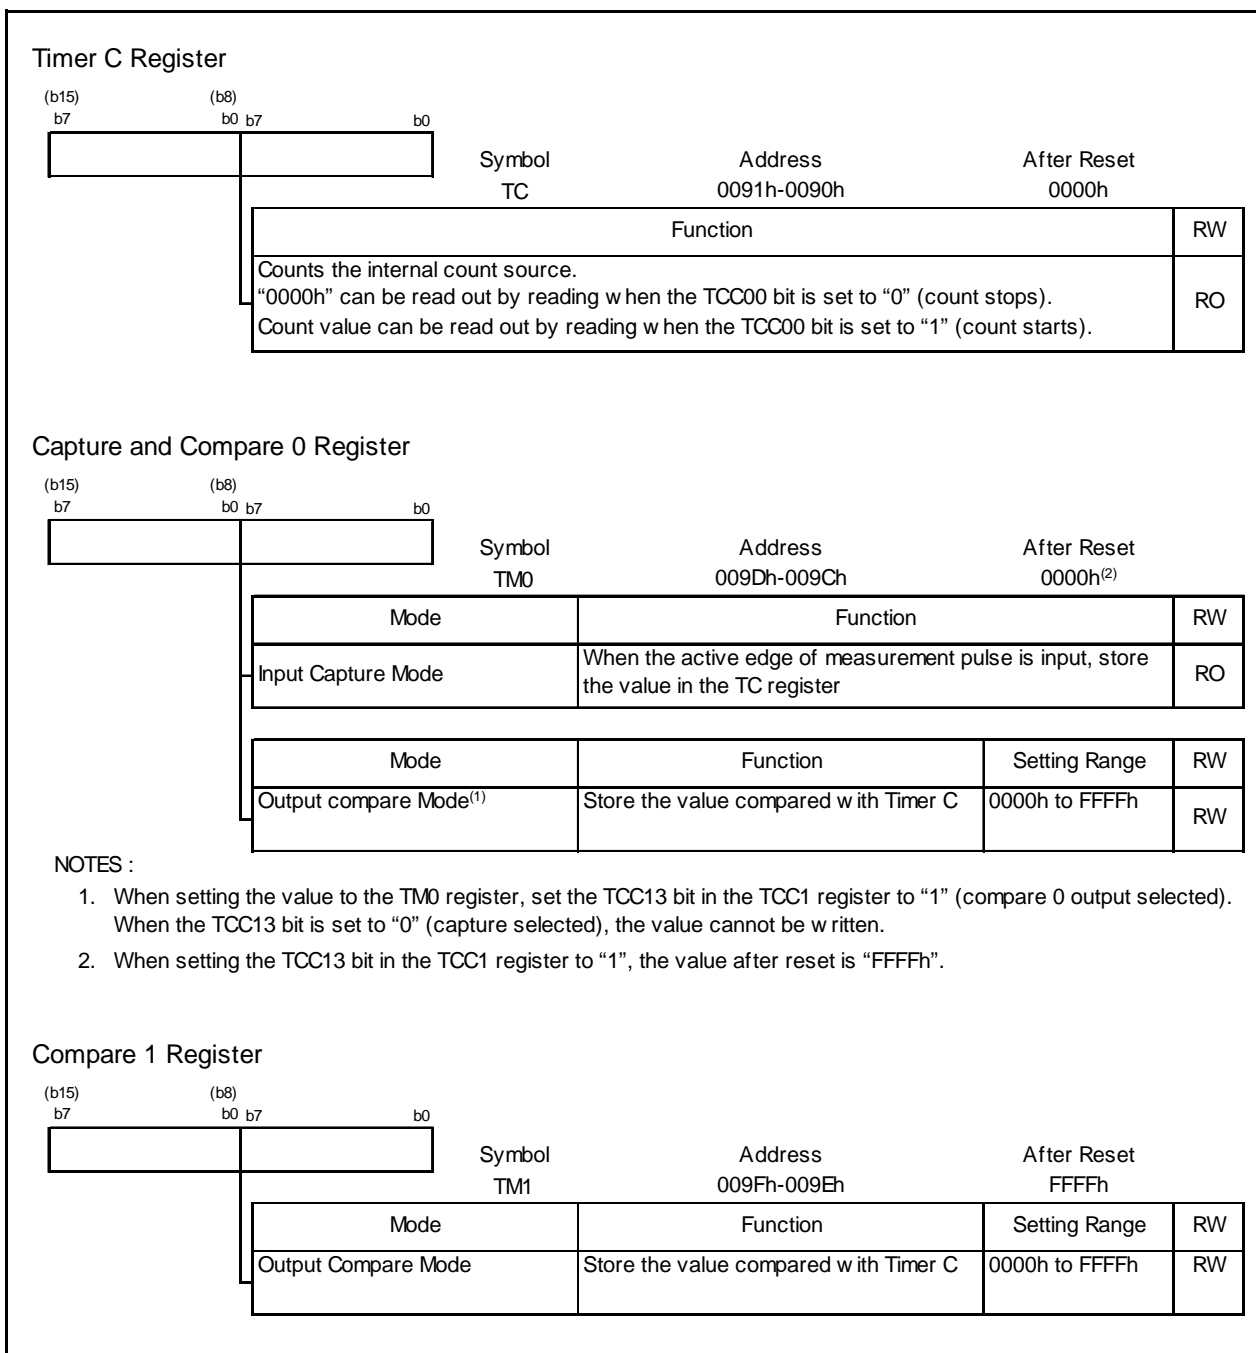 Timer C Register
(b15) (b8)
b7 b0 b7 b0
Symbol Address After Reset
TC 0091h-0090h 0000h
Function RW
Counts the internal count source.
“0000h” can be read out by reading when the TCC00 bit is set to “0” (count stops).
Count value can be read out by reading when the TCC00 bit is set to “1” (count starts).
RO
Capture and Compare 0 Register
(b15) (b8)
b7 b0 b7 b0
Symbol Address After Reset
TM0 009Dh-009Ch 0000h(2)
Mode Function RW
Input Capture Mode
When the active edge of measurement pulse is input, store
the value in the TC register
RO
Mode Function Setting Range RW
Output compare Mode(1) Store the value compared with Timer C 0000h to FFFFh
RW
NOTES :
1. When setting the value to the TM0 register, set the TCC13 bit in the TCC1 register to “1” (compare 0 output selected).
When the TCC13 bit is set to “0” (capture selected), the value cannot be written.
2. When setting the TCC13 bit in the TCC1 register to “1”, the value after reset is “FFFFh”.
Compare 1 Register
(b15) (b8)
b7 b0 b7 b0
Symbol Address After Reset
TM1 009Fh-009Eh FFFFh
Mode Function Setting Range RW
Output Compare Mode Store the value compared with Timer C 0000h to FFFFh RW